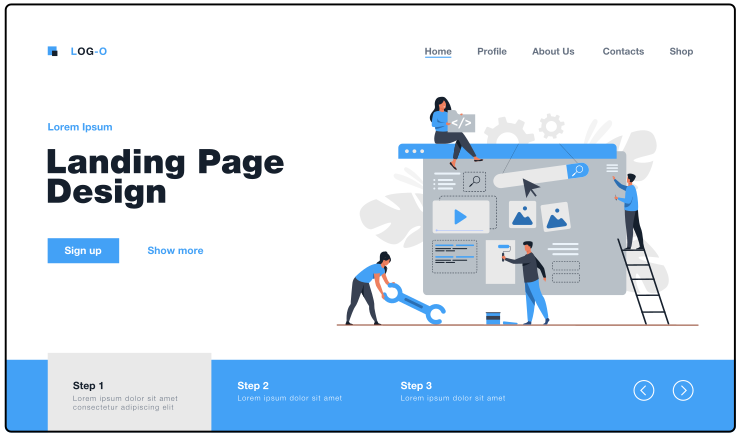 LOG-O
Home Profile About Us Contacts Shop
Lorem Ipsum
Landing Page
Design
Sign up Show more
</>
Step 1
Lorem ipsum dolor sit amet
consectetur adipiscing elit
Step 2
Lorem ipsum dolor sit amet
Step 3
Lorem ipsum dolor sit amet